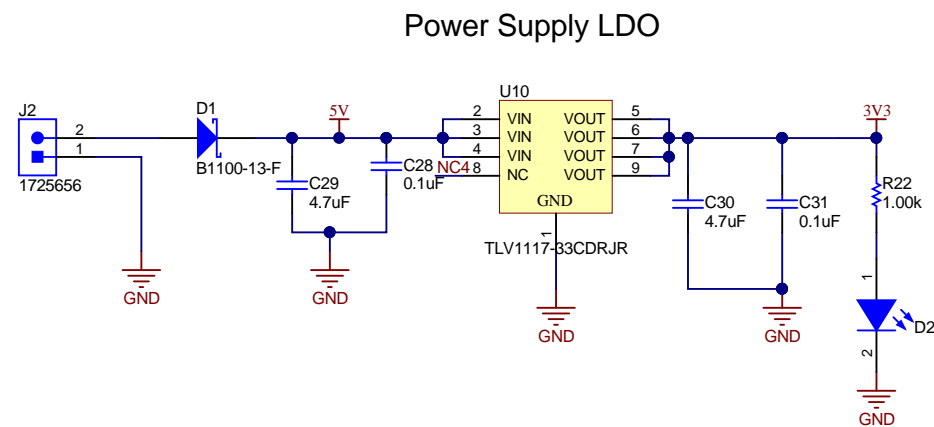 Power Supply LDO
J2
2
1
1725656
D1
B1100-13-F
5V
C29
4.7uF
C28
0.1uF
NC4
U10
2 VIN VOUT 5
3 VIN VOUT 6
4 VIN VOUT 7
8 NC VOUT 9
GND
1
TLV1117-33CDRJR
3V3
C30
4.7uF
C31
0.1uF
R22
1.00k
1
D2
2
GND
GND
GND
GND
GND